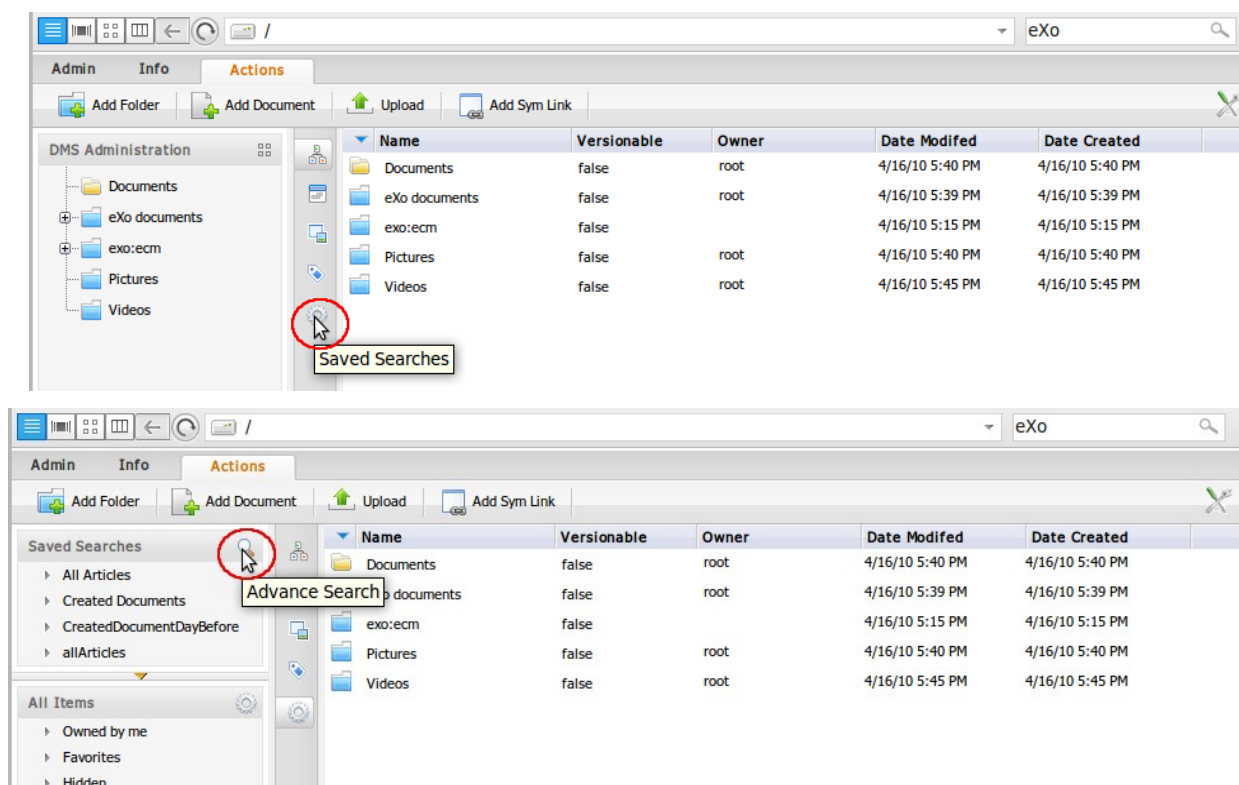 / eXo
Admin Info Actions
Add Folder Add Document Upload Add Sym Link
DMS Administration
Documents
eXo documents
exo:ecm
Pictures
Videos
Name Versionable Owner Date Modifed Date Created
Documents false root 4/16/10 5:40 PM 4/16/10 5:40 PM
eXo documents false root 4/16/10 5:39 PM 4/16/10 5:39 PM
exo:ecm false 4/16/10 5:15 PM 4/16/10 5:15 PM
Pictures false root 4/16/10 5:40 PM 4/16/10 5:40 PM
Videos false root 4/16/10 5:45 PM 4/16/10 5:45 PM
Saved Searches
/ eXo
Admin Info Actions
Add Folder Add Document Upload Add Sym Link
Saved Searches
All Articles
Created Documents
CreatedDocumentDayBefore
allArticles
All Items
Owned by me
Favorites
Hidden
Advance Search
Name Versionable Owner Date Modifed Date Created
Documents false root 4/16/10 5:40 PM 4/16/10 5:40 PM
o documents false root 4/16/10 5:39 PM 4/16/10 5:39 PM
exo:ecm false 4/16/10 5:15 PM 4/16/10 5:15 PM
Pictures false root 4/16/10 5:40 PM 4/16/10 5:40 PM
Videos false root 4/16/10 5:45 PM 4/16/10 5:45 PM